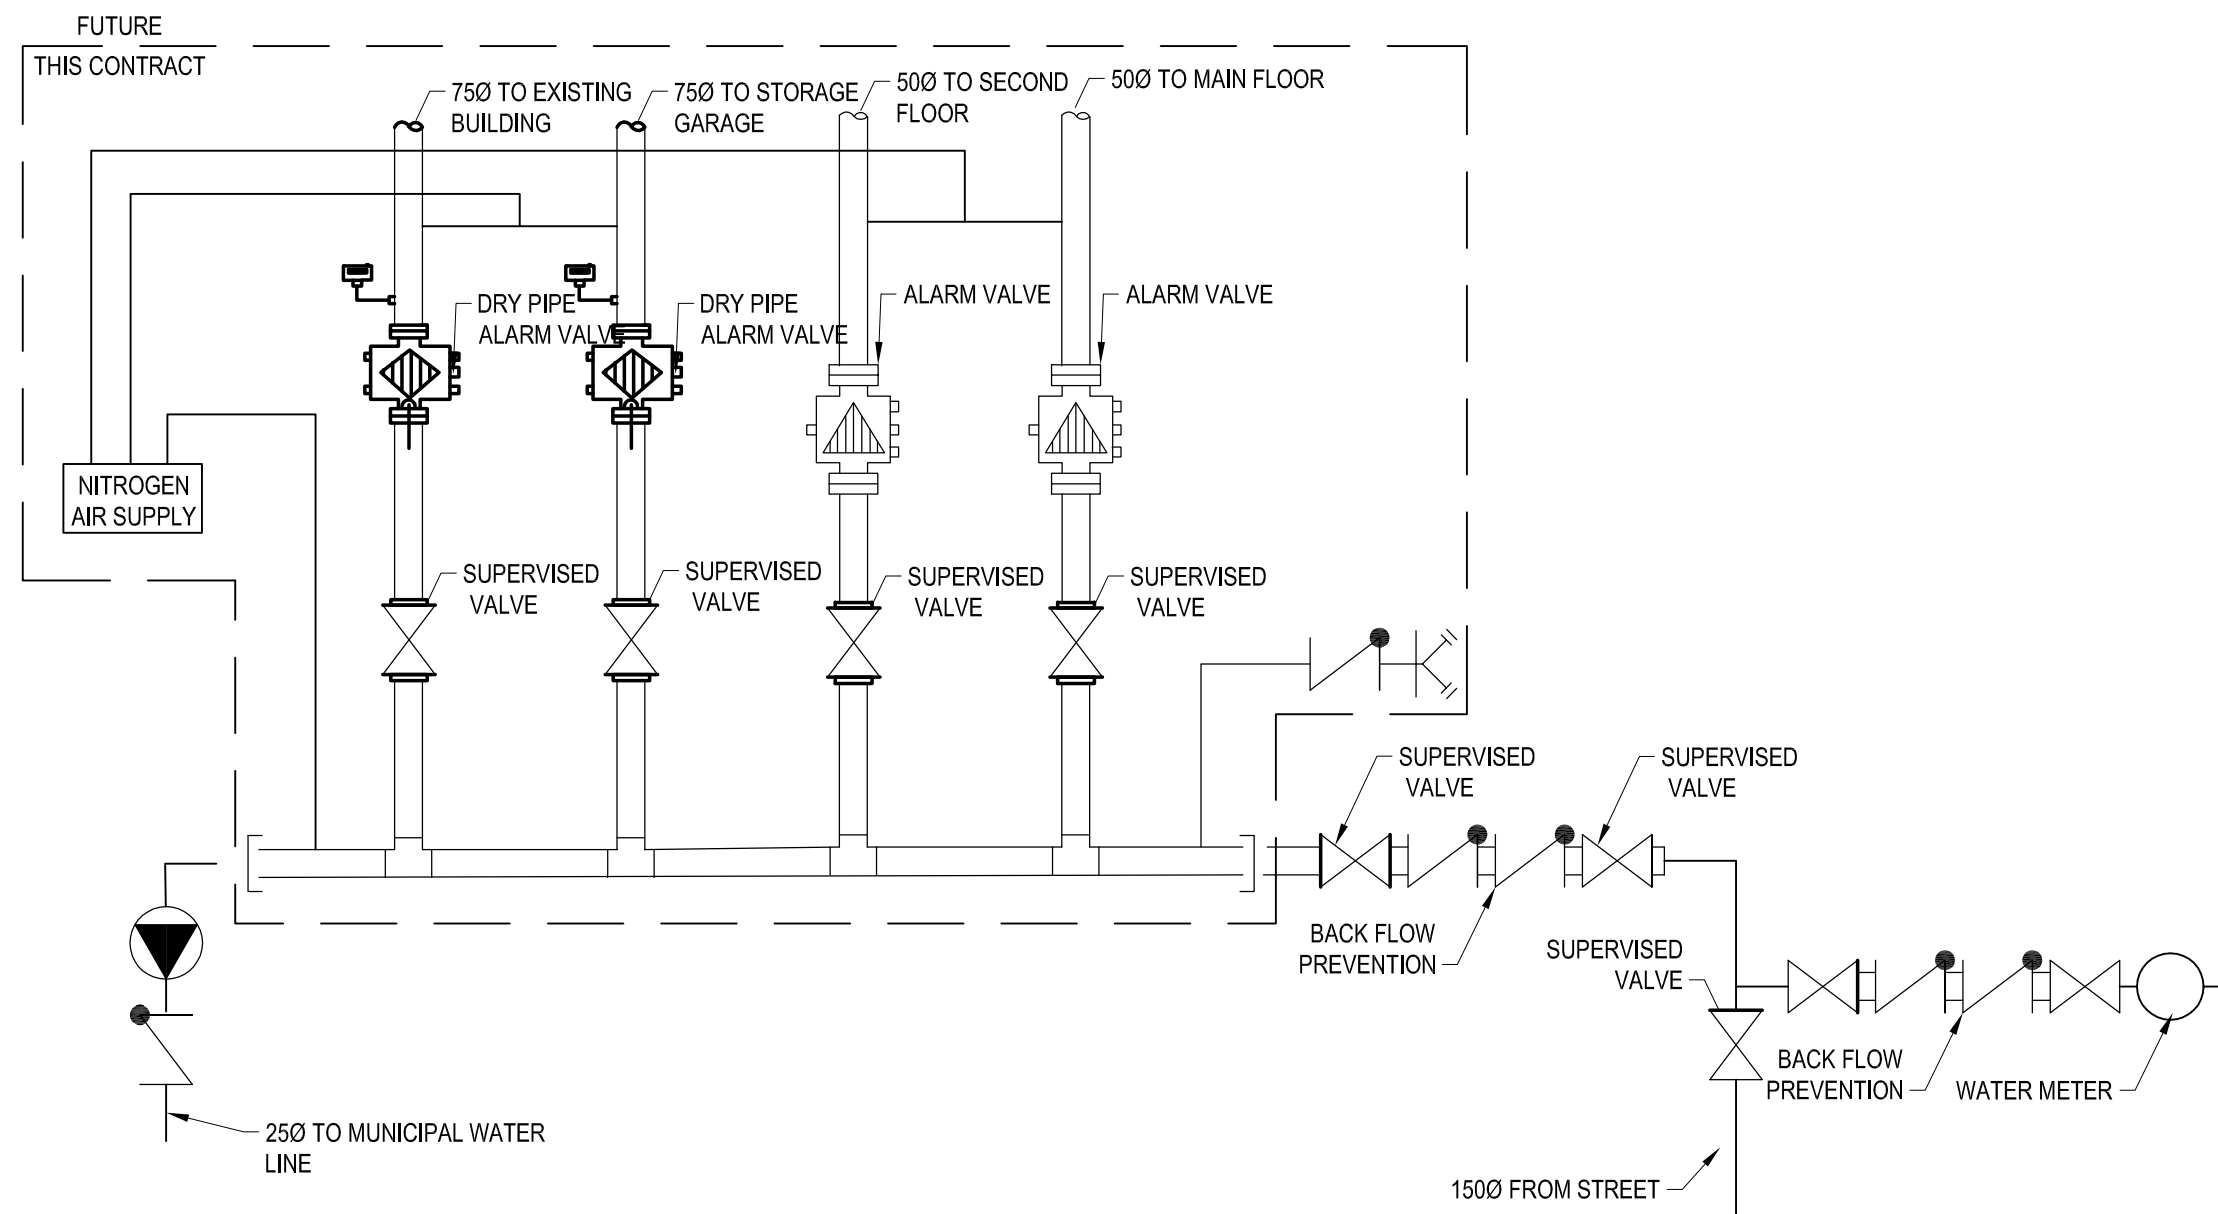 FUTURE
THIS CONTRACT
75Ø TO EXISTING
BUILDING
75Ø TO STORAGE
GARAGE
50Ø TO SECOND
FLOOR
50Ø TO MAIN FLOOR
DRY PIPE
ALARM VALVE
DRY PIPE
ALARM VALVE
ALARM VALVE
ALARM VALVE
NITROGEN
AIR SUPPLY
SUPERVISED
VALVE
SUPERVISED
VALVE
SUPERVISED
VALVE
SUPERVISED
VALVE
SUPERVISED
VALVE
SUPERVISED
VALVE
BACK FLOW
PREVENTION
SUPERVISED
VALVE
BACK FLOW
PREVENTION
WATER METER
25Ø TO MUNICIPAL WATER
LINE
150Ø FROM STREET